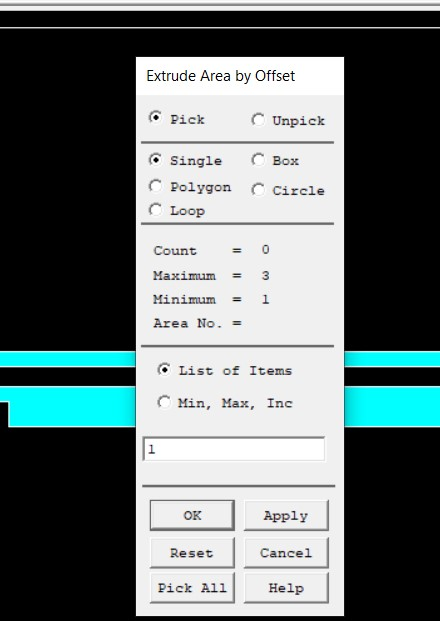 Extrude Area by Offset
Pick Unpick
Single Box
Polygon Circle
Loop
Count = 0
Maximum = 3
Minimum = 1
Area No. =
List of Items
Min, Max, Inc
1
OK Apply
Reset Cancel
Pick All Help